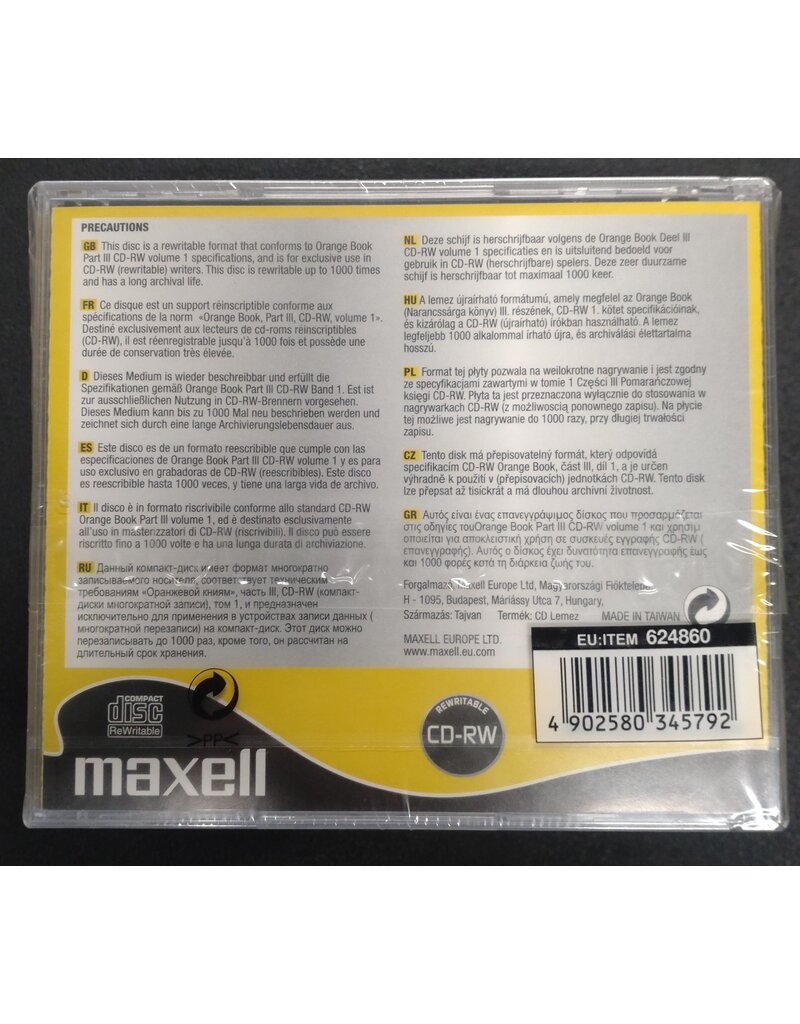 PRECAUTIONS
GB This disc is a rewritable format that conforms to Orange Book
Part III CD-RW volume 1 specifications, and is for exclusive use in
CD-RW (rewritable) writers. This disc is rewritable up to 1000 times
and has a long archival life.
FR Ce disque est un support réinscriptible conforme aux
spécifications de la norm «Orange Book, Part III, CD-RW, volume 1».
Destiné exclusivement aux lecteurs de cd-roms réinscriptibles
(CD-RW), il est réenregistrable jusqu'à 1000 fois et possède une
durée de conservation très élevée.
D Dieses Medium is wieder beschreibbar und erfüllt die
Spezifikationen gemäß Orange Book Part III CD-RW Band 1. Est ist
zur ausschließlichen Nutzung in CD-RW-Brennern vorgesehen.
Dieses Medium kann bis zu 1000 Mal neu beschrieben werden und
zeichnet sich durch eine lange Archivierungslebensdauer aus.
ES Este disco es de un formato reescribible que cumple con las
especificaciones de Orange Book Part III CD-RW volume 1 y es para
uso exclusivo en grabadoras de CD-RW (reescribibles). Este disco
es reescribible hasta 1000 veces, y tiene una larga vida de archivo.
IT Il disco è in formato riscrivibile conforme allo standard CD-RW
Orange Book Part III volume 1, ed è destinato esclusivamente
all'uso in masterizzatori di CD-RW (riscrivibili). Il disco può essere
riscritto fino a 1000 volte e ha una lunga durata di archiviazione.
RU Данный компакт-диск имеет формат многократно
записываемого носителя, соответствует техническим
требованиям «Оранжевой книям», часть III, CD-RW (компакт-
диски многократной записи), том 1, и предназначен
исключительно для применения в устройствах записи данных (
многократной перезаписи) на компакт-диск. Этот диск можно
перезаписывать до 1000 раз, кроме того, он рассчитан на
длительный срок хранения.
NL Deze schijf is herschrijfbaar volgens de Orange Book Deel III
CD-RW volume 1 specificaties en is uitsluitend bedoeld voor
gebruik in CD-RW (herschrijfbare) spelers. Deze zeer duurzame
schijf is herschrijfbaar tot maximaal 1000 keer.
HU A lemez újraírható formátumú, amely megfelel az Orange Book
(Narancssárga könyv) III. részének, CD-RW 1. kötet specifikációinak,
és kizárólag a CD-RW (újraírható) írókban használható. A lemez
legfeljebb 1000 alkalommal írható újra, és archiválási élettartama
hosszú.
PL Format tej płyty pozwala na weilokrotne nagrywanie i jest zgodny
ze specyfikacjami zawartymi w tomie 1 Części III Pomarańczowej
księgi CD-RW. Płyta ta jest przeznaczona wyłącznie do stosowania w
nagrywarkach CD-RW (z możliwoscią ponownego zapisu). Na płycie
tej możliwe jest nagrywanie do 1000 razy, przy długiej trwałości
zapisu.
CZ Tento disk má přepisovatelný formát, který odpovídá
specifikacím CD-RW Orange Book, část III, díl 1, a je určen
výhradně k použití v (přepisovacích) jednotkách CD-RW. Tento disk
lze přepsat až tisíckrát a má dlouhou archivní životnost.
GR Αυτός είναι ένας επανεγγράψιμος δίσκος που προσαρμόζεται
στις οδηγίες τουOrange Book Part III CD-RW volume 1 και χρησιμ
οποιείται για αποκλειστική χρήση σε συσκευές εγγραφής CD-RW (
επανεγγραφής). Αυτός ο δίσκος έχει δυνατότητα επανεγγραφής έως
και 1000 φορές κατά τη διάρκεια ζωής του.
Forgalmazó, Maxell Europe Ltd, Magyarországi Fióktelepe
H - 1095, Budapest, Máriássy Utca 7, Hungary,
Származás: Tajvan Termék: CD Lemez MADE IN TAIWAN
MAXELL EUROPE LTD.
www.maxell.eu.com
EU:ITEM 624860
4 902580 345792
COMPACT
disc
ReWritable
>PP<
REWRITABLE
CD-RW
maxell